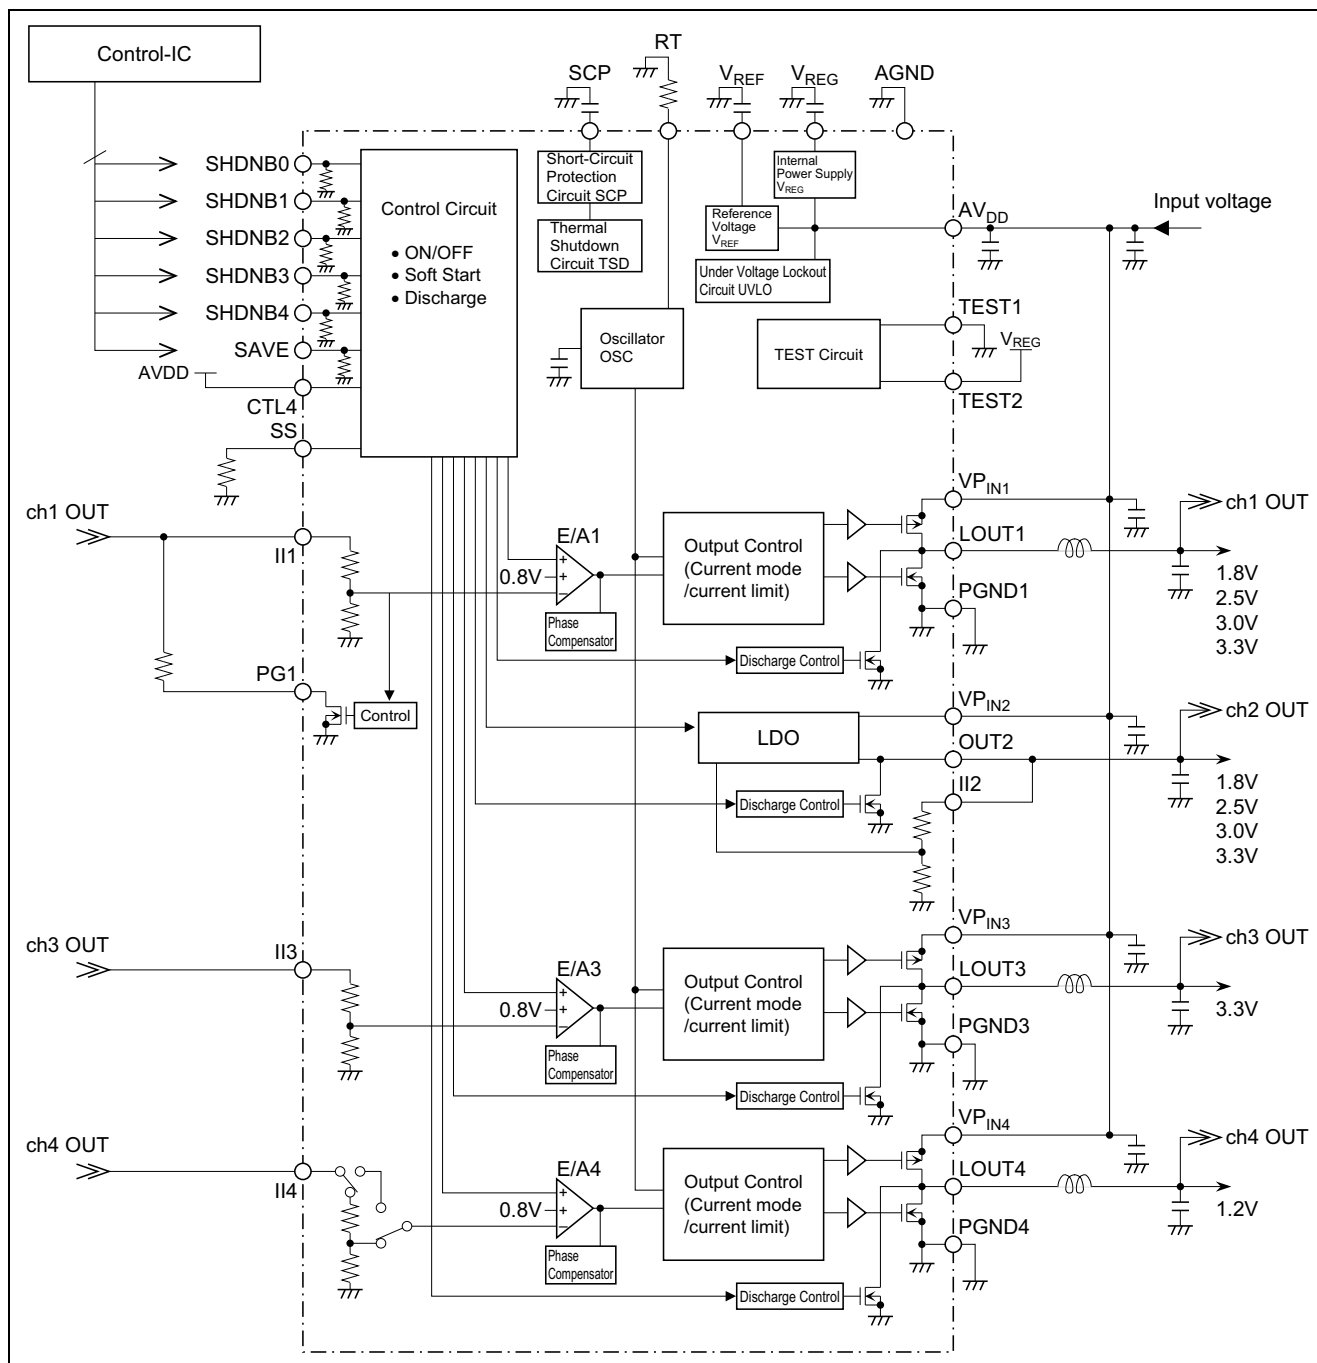 Control-IC
RT
SCP
VREF
VREG
AGND
SHDNB0
SHDNB1
SHDNB2
SHDNB3
SHDNB4
SAVE
AVDD
CTL4
SS
Control Circuit
• ON/OFF
• Soft Start
• Discharge
Short-Circuit
Protection
Circuit SCP
Thermal
Shutdown
Circuit TSD
Internal
Power Supply
VREG
Reference
Voltage
VREF
Under Voltage Lockout
Circuit UVLO
AVDD
Input voltage
Oscillator
OSC
TEST Circuit
TEST1
VREG
TEST2
ch1 OUT
II1
PG1
Control
E/A1
0.8V
+
+
−
Phase
Compensator
Output Control
(Current mode
/current limit)
Discharge Control
VPIN1
LOUT1
PGND1
ch1 OUT
1.8V
2.5V
3.0V
3.3V
LDO
Discharge Control
VPIN2
OUT2
II2
ch2 OUT
1.8V
2.5V
3.0V
3.3V
ch3 OUT
II3
E/A3
0.8V
+
+
−
Phase
Compensator
Output Control
(Current mode
/current limit)
Discharge Control
VPIN3
LOUT3
PGND3
ch3 OUT
3.3V
ch4 OUT
II4
E/A4
0.8V
+
+
−
Phase
Compensator
Output Control
(Current mode
/current limit)
Discharge Control
VPIN4
LOUT4
PGND4
ch4 OUT
1.2V